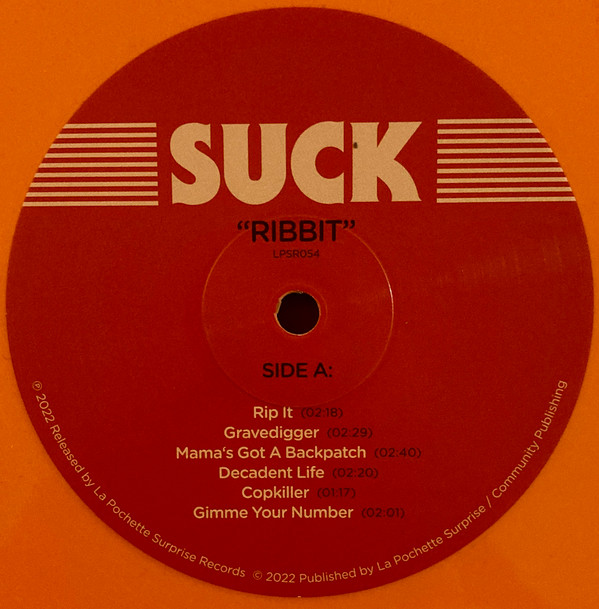 SUCK
“RIBBIT”
LPSR054
SIDE A:
Rip It (02:18)
Gravedigger (02:29)
Mama's Got A Backpatch (02:40)
Decadent Life (02:20)
Copkiller (01:17)
Gimme Your Number (02:01)
℗ 2022 Released by La Pochette Surprise Records © 2022 Published by La Pochette Surprise / Community Publishing